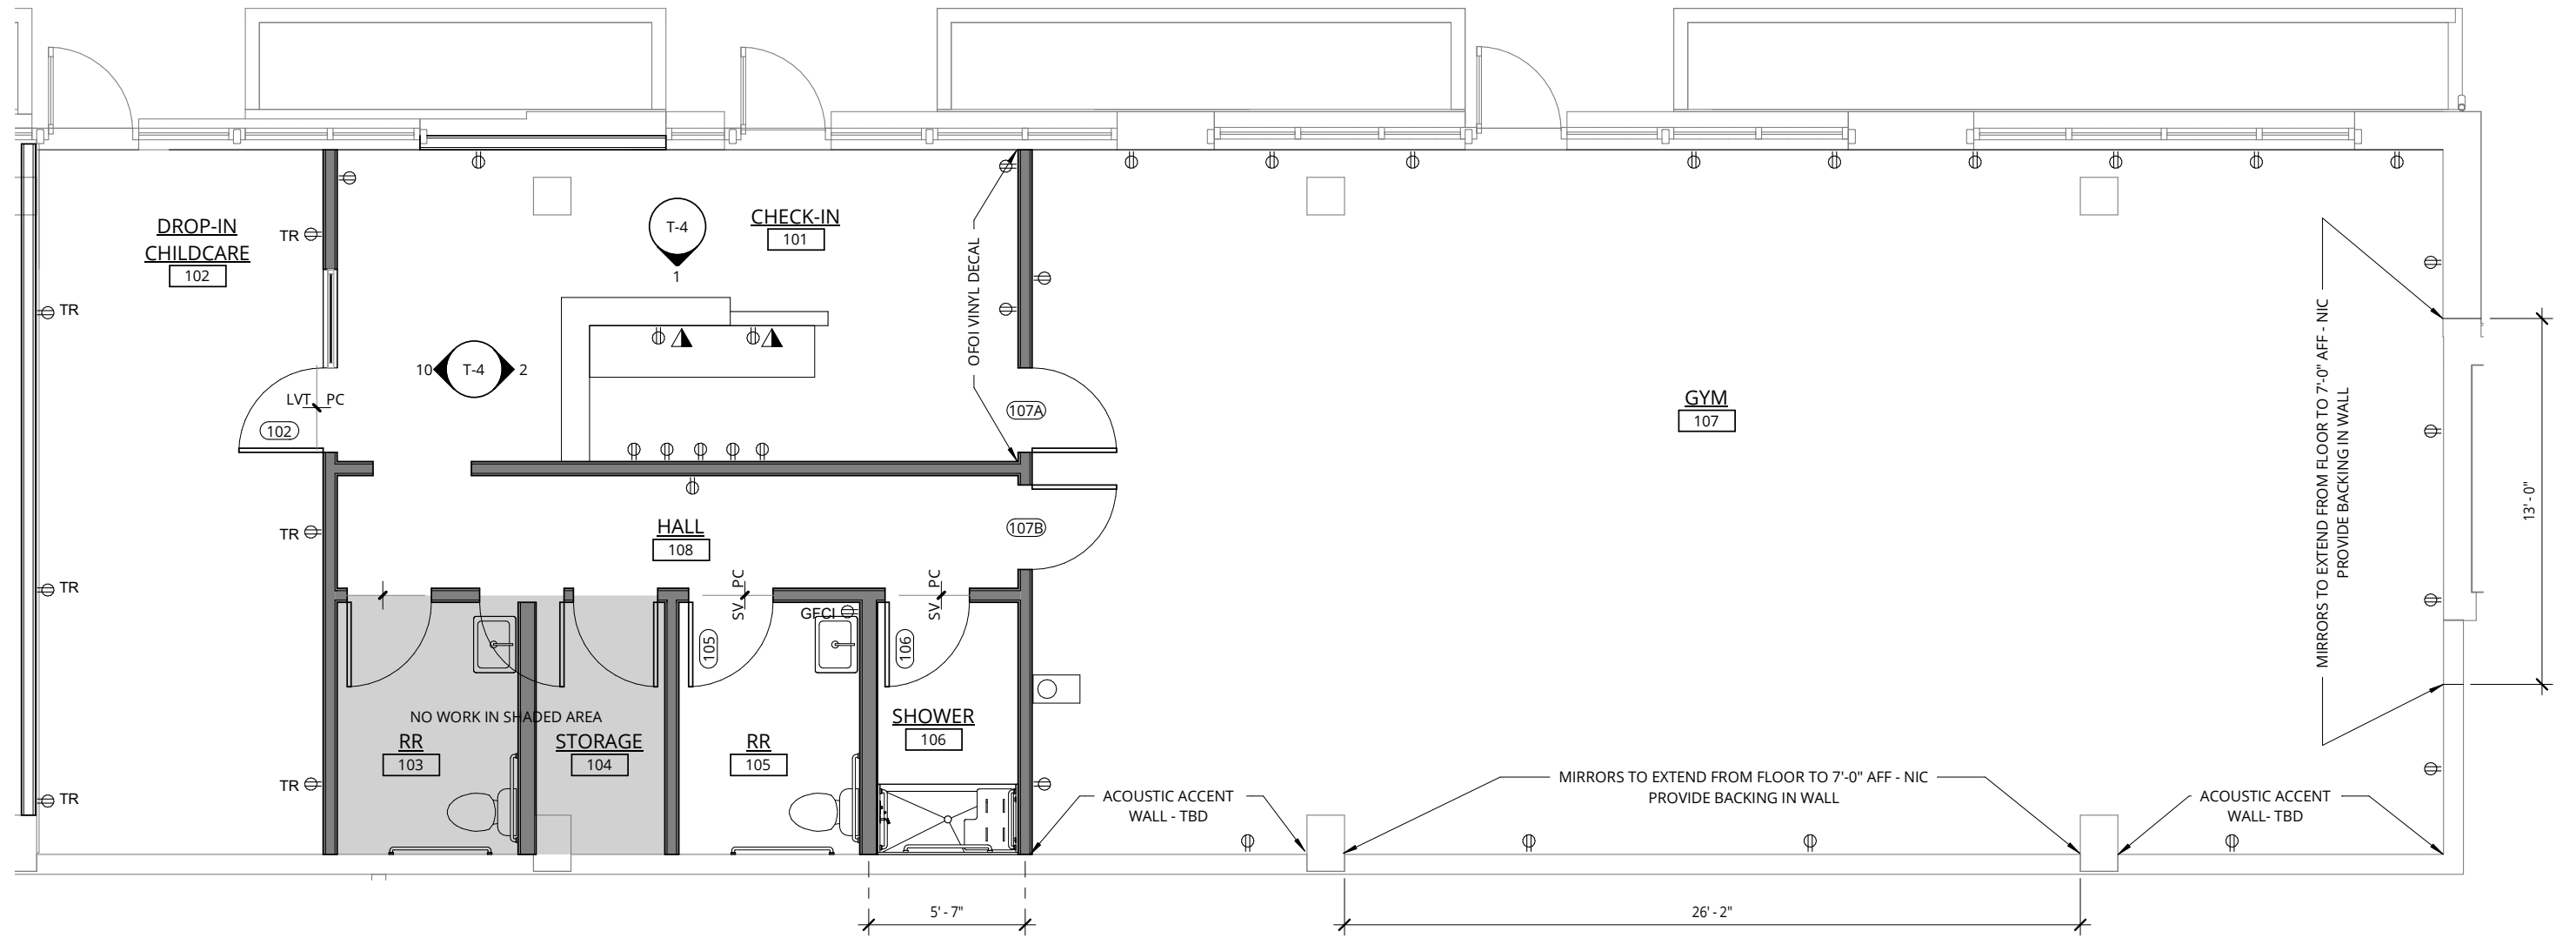 DROP-IN
CHILDCARE
102
TR
TR
TR
TR
TR
TR
LVT
PC
102
T-4
1
CHECK-IN
101
10
T-4
2
OFOI VINYL DECAL
107A
107B
HALL
108
SV
PC
SV
PC
GFCI
105
106
NO WORK IN SHADED AREA
RR
103
STORAGE
104
RR
105
SHOWER
106
GYM
107
MIRRORS TO EXTEND FROM FLOOR TO 7'-0" AFF - NIC
PROVIDE BACKING IN WALL
13' - 0"
ACOUSTIC ACCENT
WALL - TBD
MIRRORS TO EXTEND FROM FLOOR TO 7'-0" AFF - NIC
PROVIDE BACKING IN WALL
ACOUSTIC ACCENT
WALL- TBD
5' - 7"
26' - 2"